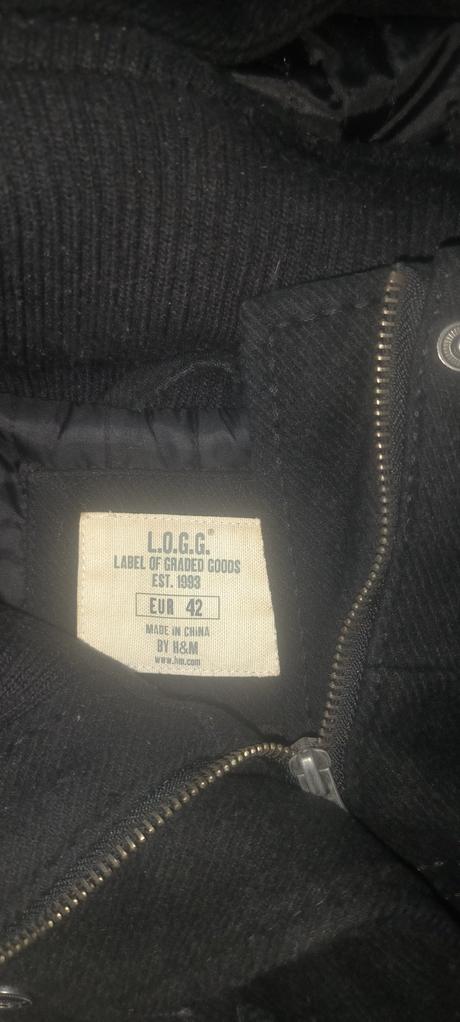 L.O.G.G.®
LABEL OF GRADED GOODS
EST. 1993
EUR 42
MADE IN CHINA
BY H&M
www.hm.com